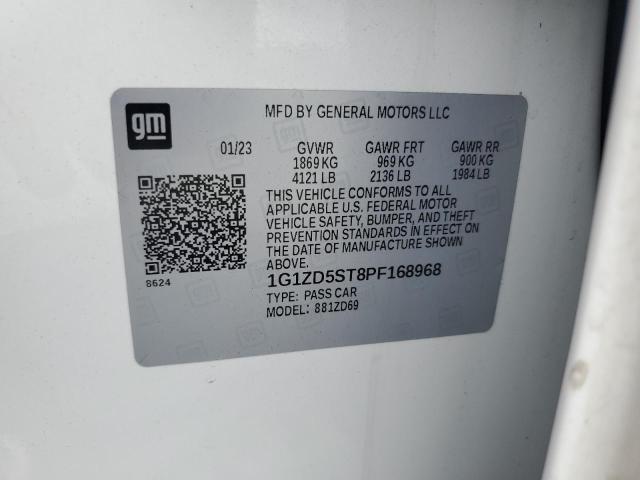 gm
MFD BY GENERAL MOTORS LLC
01/23 GVWR GAWR FRT GAWR RR
1869 KG 969 KG 900 KG
4121 LB 2136 LB 1984 LB
THIS VEHICLE CONFORMS TO ALL
APPLICABLE U.S. FEDERAL MOTOR
VEHICLE SAFETY, BUMPER, AND THEFT
PREVENTION STANDARDS IN EFFECT ON
THE DATE OF MANUFACTURE SHOWN
ABOVE.
8624
1G1ZD5ST8PF168968
TYPE: PASS CAR
MODEL: 881ZD69